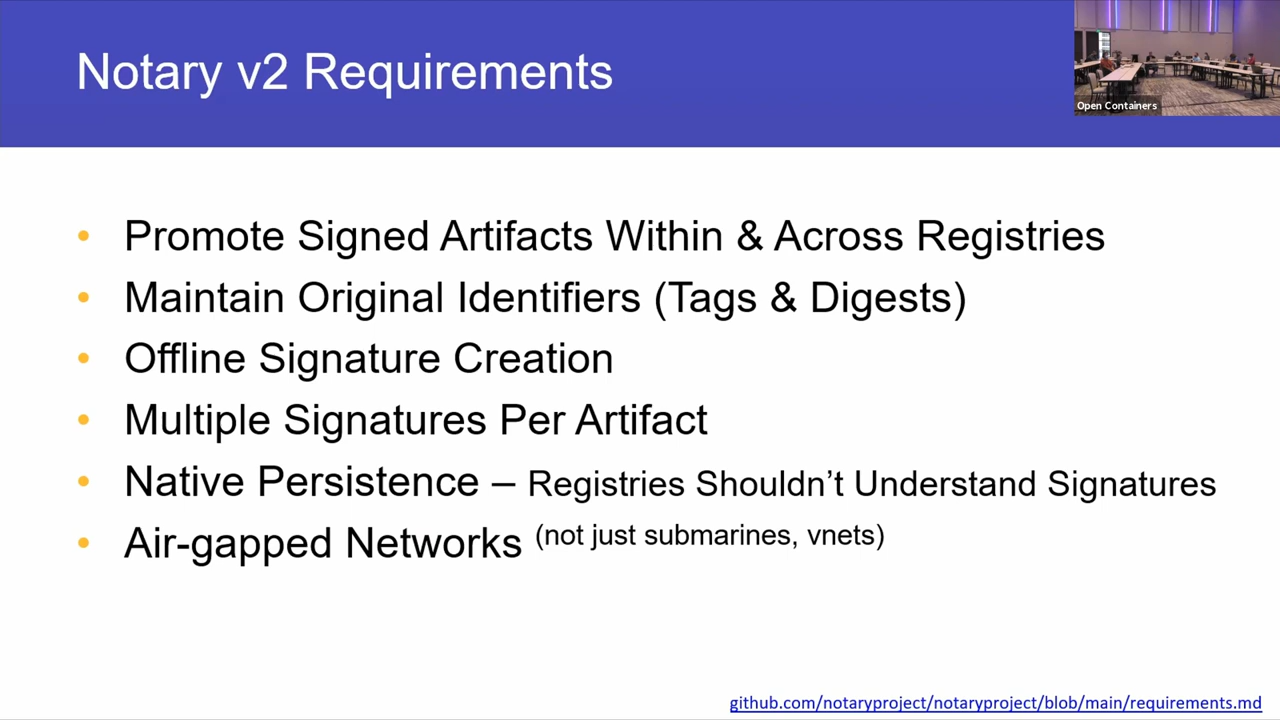 Notary v2 Requirements
Open Containers
• Promote Signed Artifacts Within & Across Registries
• Maintain Original Identifiers (Tags & Digests)
• Offline Signature Creation
• Multiple Signatures Per Artifact
• Native Persistence – Registries Shouldn’t Understand Signatures
• Air-gapped Networks (not just submarines, vnets)
github.com/notaryproject/notaryproject/blob/main/requirements.md